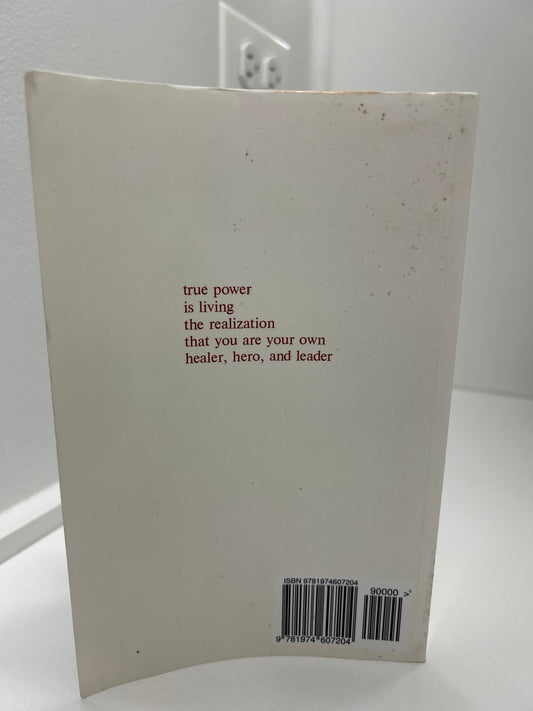 true power
is living
the realization
that you are your own
healer, hero, and leader
ISBN 9781974607204
90000 >
9 781974 607204